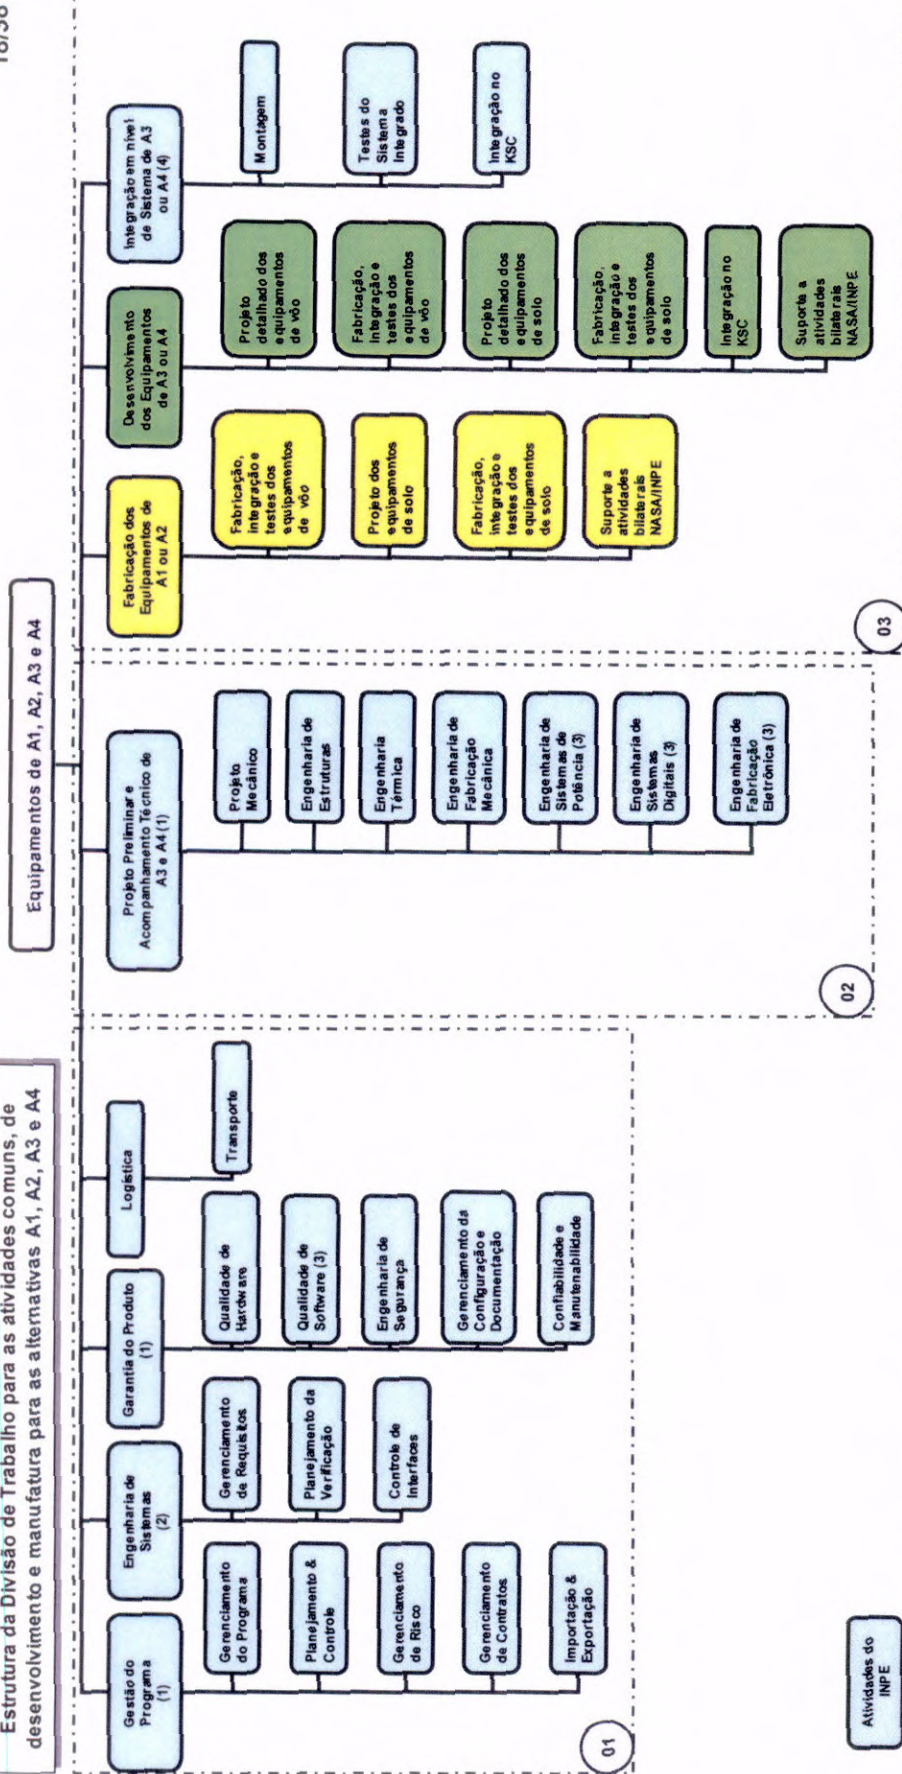 18/38
Estrutura da Divisão de Trabalho para as atividades comuns, de
desenvolvimento e manufatura para as alternativas A1, A2, A3 e A4
Equipamentos de A1, A2, A3 e A4
Gestão do
Programa
(1)
Gerenciamento
do Programa
Planejamento &
Controle
Gerenciamento
de Risco
Gerenciamento
de Contratos
Importação &
Exportação
Engenharia de
Sistemas
(2)
Gerenciamento
de Requisitos
Planejamento da
Verificação
Controle de
Interfaces
Garantia do Produto
(1)
Qualidade de
Hardware
Qualidade de
Software (3)
Engenharia de
Segurança
Gerenciamento da
Configuração e
Documentação
Confiabilidade e
Manutenabilidade
Logística
Transporte
01
Projeto Preliminar e
Acompanhamento Técnico de
A3 e A4 (1)
Projeto
Mecânico
Engenharia de
Estruturas
Engenharia
Térmica
Engenharia de
Fabricação
Mecânica
Engenharia de
Sistemas de
Potência (3)
Engenharia de
Sistemas
Digitais (3)
Engenharia de
Fabricação
Eletrônica (3)
02
Fabricação dos
Equipamentos de
A1 ou A2
Fabricação,
integração e
testes dos
equipamentos
de vôo
Projeto dos
equipamentos
de solo
Fabricação,
integração e
testes dos
equipamentos
de solo
Suporte a
atividades
bilaterais
NASA/INPE
Desenvolvimento
dos Equipamentos
de A3 ou A4
Projeto
detalhado dos
equipamentos
de vôo
Fabricação,
integração e
testes dos
equipamentos
de vôo
Projeto
detalhado dos
equipamentos
de solo
Fabricação,
integração e
testes dos
equipamentos
de solo
Integração no
KSC
Suporte a
atividades
bilaterais
NASA/INPE
Integração em nível
de Sistema de A3
ou A4 (4)
Montagem
Testes do
Sistema
Integrado
Integração no
KSC
03
Atividades do
INPE